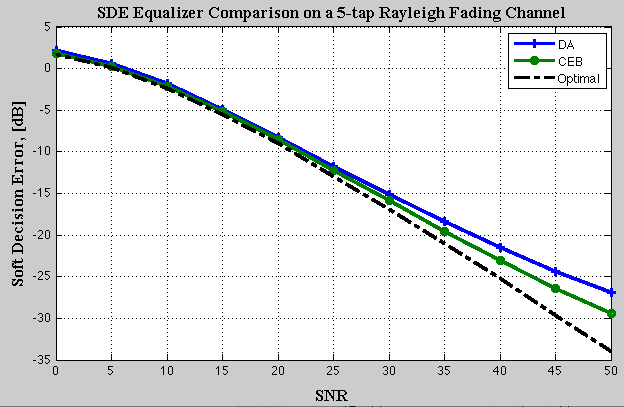 SDE Equalizer Comparison on a 5-tap Rayleigh Fading Channel
DA
CEB
Optimal
Soft Decision Error, [dB]
5
0
-5
-10
-15
-20
-25
-30
-35
0 5 10 15 20 25 30 35 40 45 50
SNR